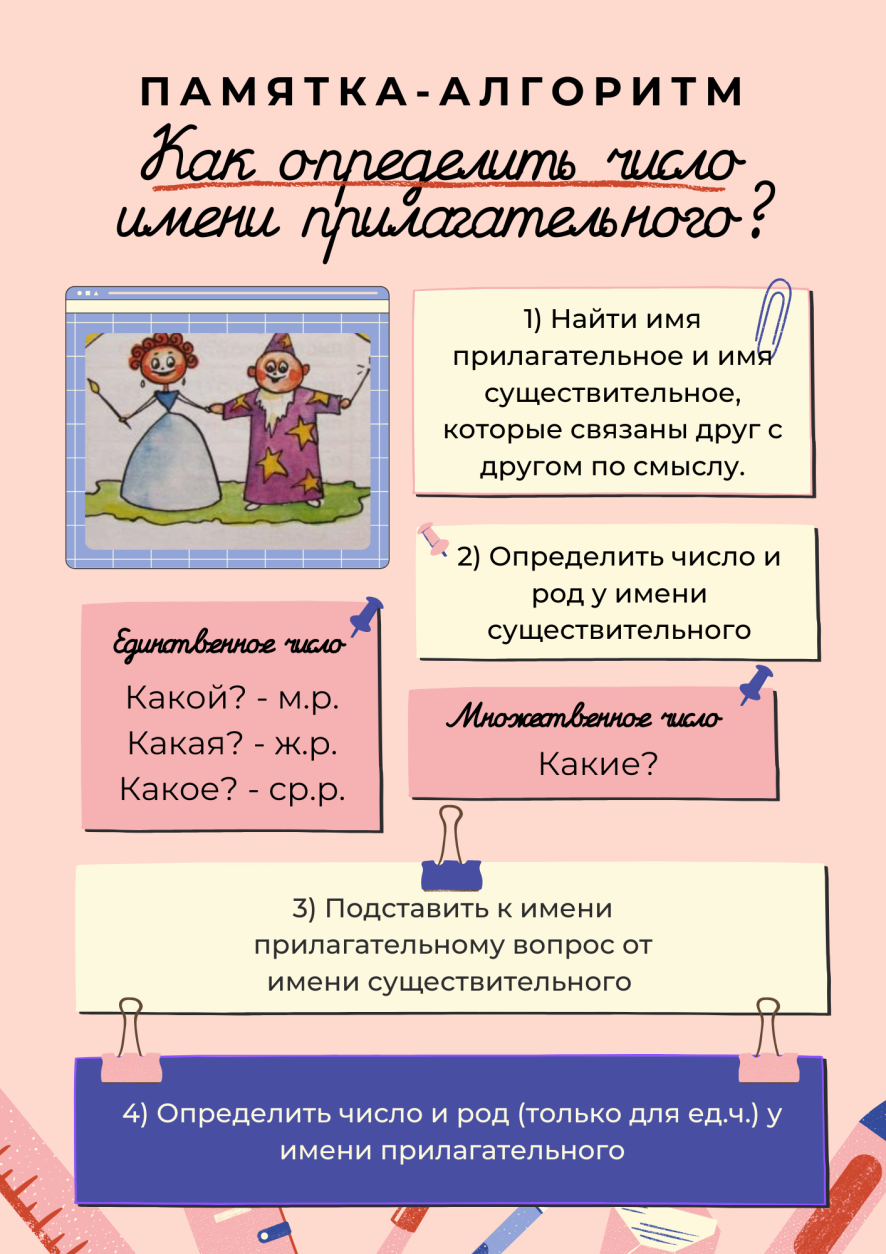 ПАМЯТКА-АЛГОРИТМ
Как определить число
имени прилагательного?
1) Найти имя
прилагательное и имя
существительное,
которые связаны друг с
другом по смыслу.
2) Определить число и
род у имени
существительного
Единственное число
Какой? - м.р.
Какая? - ж.р.
Какое? - ср.р.
Множественное число
Какие?
3) Подставить к имени
прилагательному вопрос от
имени существительного
4) Определить число и род (только для ед.ч.) у
имени прилагательного